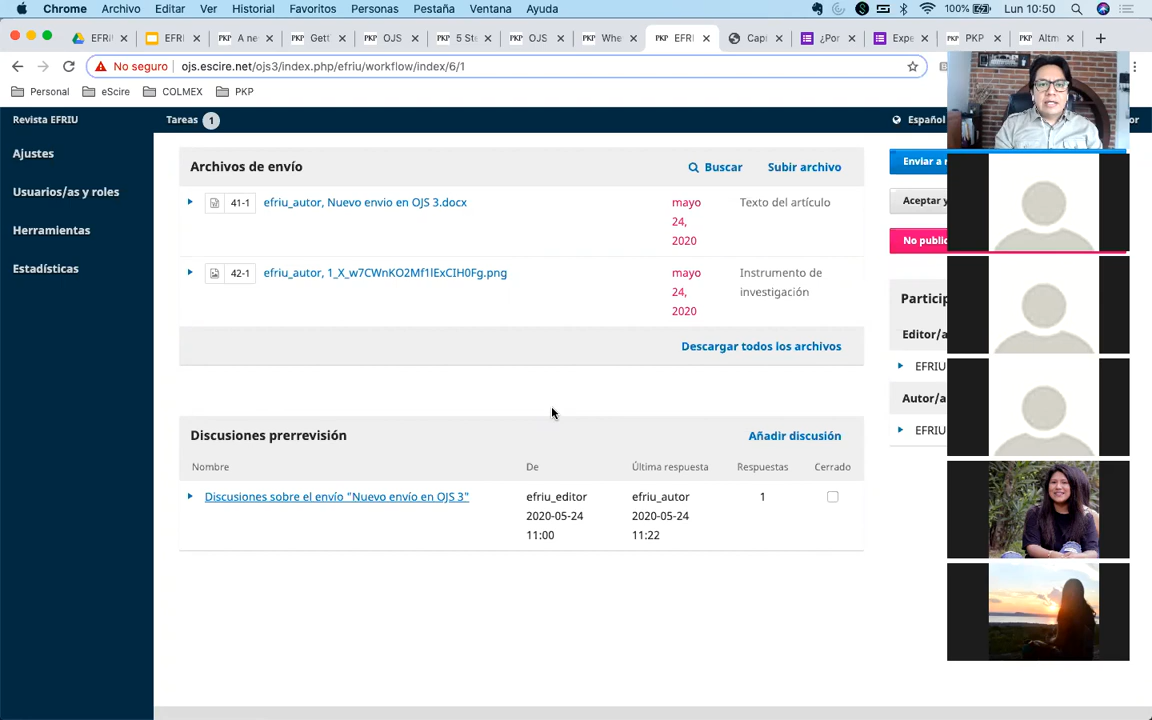 Chrome Archivo Editar Ver Historial Favoritos Personas Pestaña Ventana Ayuda 100% Lun 10:50
EFRI EFRI A ne Gett OJS 5 Ste OJS Whe EFRI Capi ¿Por Expe PKP Altm
No seguro ojs.escire.net/ojs3/index.php/efriu/workflow/index/6/1
Personal eScire COLMEX PKP
Revista EFRIU Tareas 1 Español
Ajustes
Usuarios/as y roles
Herramientas
Estadísticas
Archivos de envío Buscar Subir archivo
41-1 efriu_autor, Nuevo envio en OJS 3.docx mayo 24, 2020 Texto del artículo
42-1 efriu_autor, 1_X_w7CWnKO2Mf1lExCIH0Fg.png mayo 24, 2020 Instrumento de investigación
Descargar todos los archivos
Discusiones prerrevisión Añadir discusión
Nombre De Última respuesta Respuestas Cerrado
Discusiones sobre el envío "Nuevo envío en OJS 3" efriu_editor efriu_autor 1
2020-05-24 2020-05-24
11:00 11:22
Enviar a
Aceptar y
No public
Particip
Editor/a
EFRIU
Autor/a
EFRIU